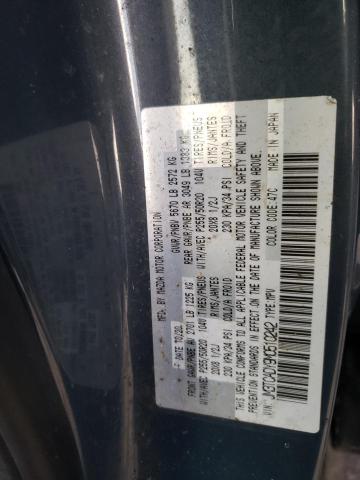 MFG. BY MAZDA MOTOR CORPORATION
GVWR/PNBV 5670 LB 2572 KG
DATE 10/20.
FRONT GAWR/PNBE AV 2701 LB 1225 KG REAR GAWR/PNBE AR 3049 LB 1383 KG
WITH/AVEC P255/50R20 104V TIRES/PNEUS WITH/AVEC P255/50R20 104V TIRES/PNEUS
20X8 1/2J RIMS/JANTES 20X8 1/2J RIMS/JANTES
230 KPA/34 PSI COLD/A FROID 230 KPA/34 PSI COLD/A FROID
THIS VEHICLE CONFORMS TO ALL APPLICABLE FEDERAL MOTOR VEHICLE SAFETY AND THEFT
PREVENTION STANDARDS IN EFFECT ON THE DATE OF MANUFACTURE SHOWN ABOVE.
TYPE:MPV COLOR CODE: 47C MADE IN JAPAN